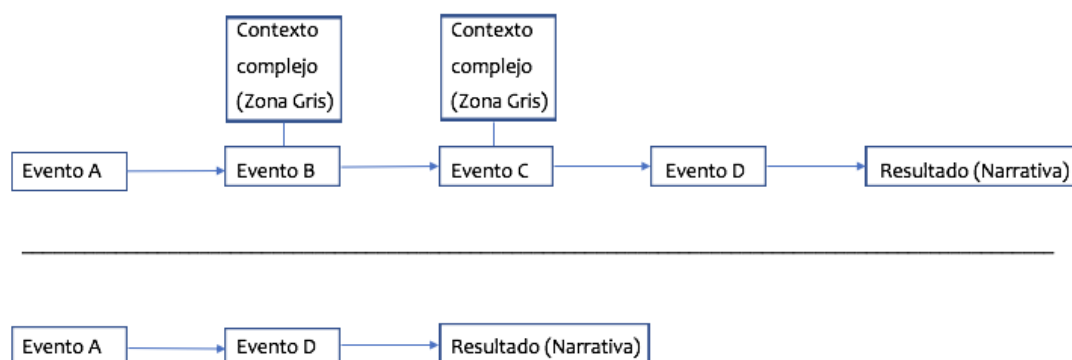 Contexto
complejo
(Zona Gris)
Contexto
complejo
(Zona Gris)
Evento A
Evento B
Evento C
Evento D
Resultado (Narrativa)
Evento A
Evento D
Resultado (Narrativa)